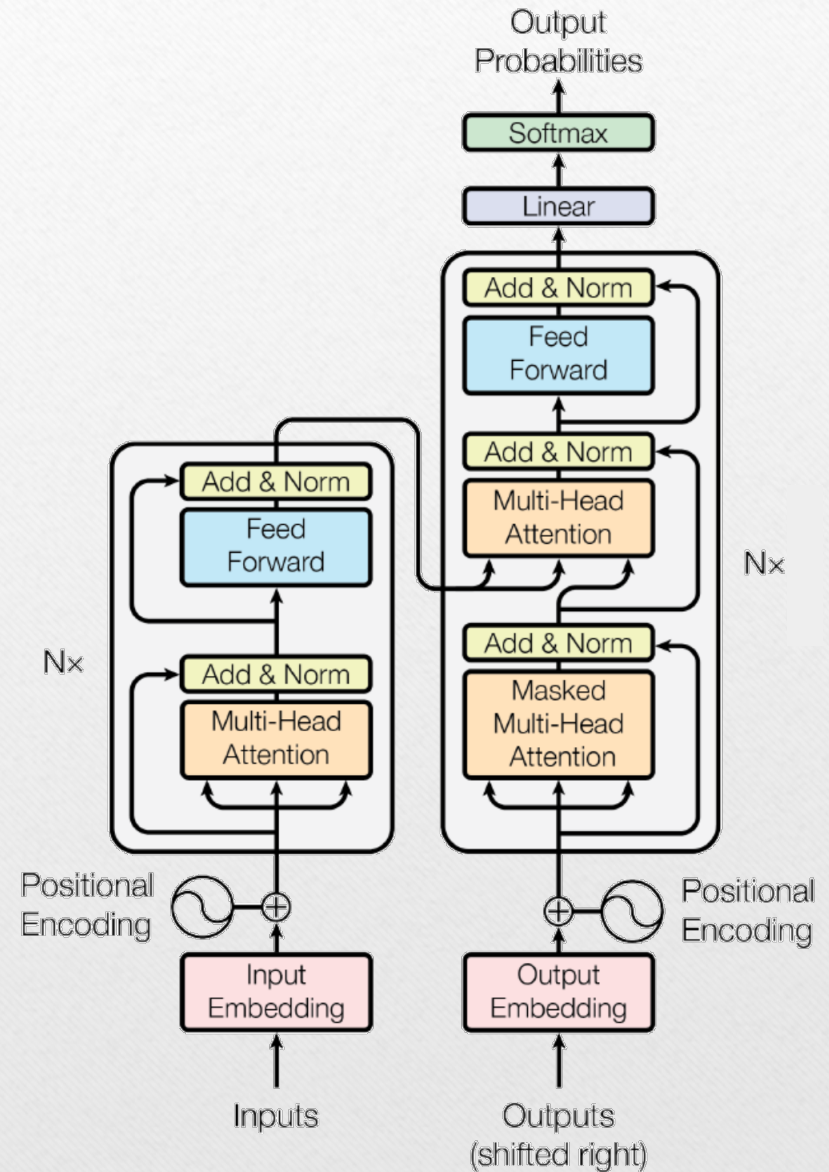 Output
Probabilities
Softmax
Linear
Add & Norm
Feed
Forward
Add & Norm
Multi-Head
Attention
Nx
Add & Norm
Masked
Multi-Head
Attention
Add & Norm
Feed
Forward
Nx
Add & Norm
Multi-Head
Attention
Positional
Encoding
Positional
Encoding
Input
Embedding
Output
Embedding
Inputs
Outputs
(shifted right)